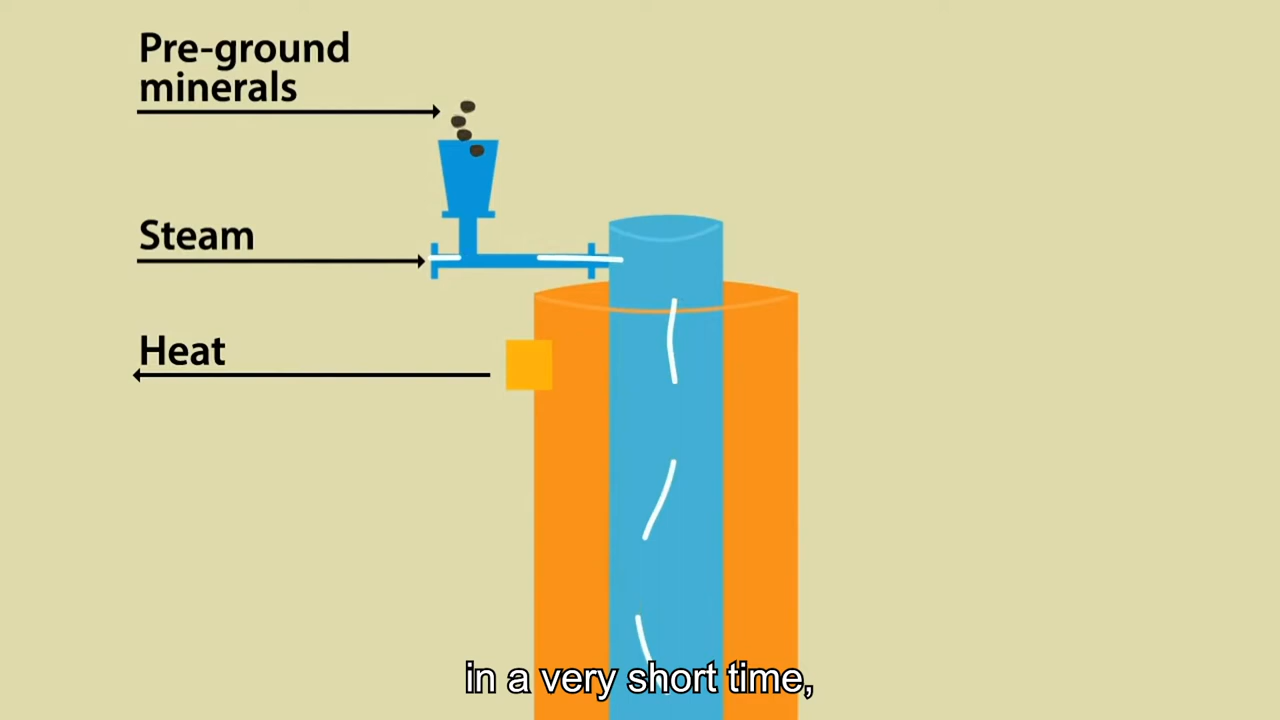 Pre-ground
minerals
Steam
Heat
in a very short time,